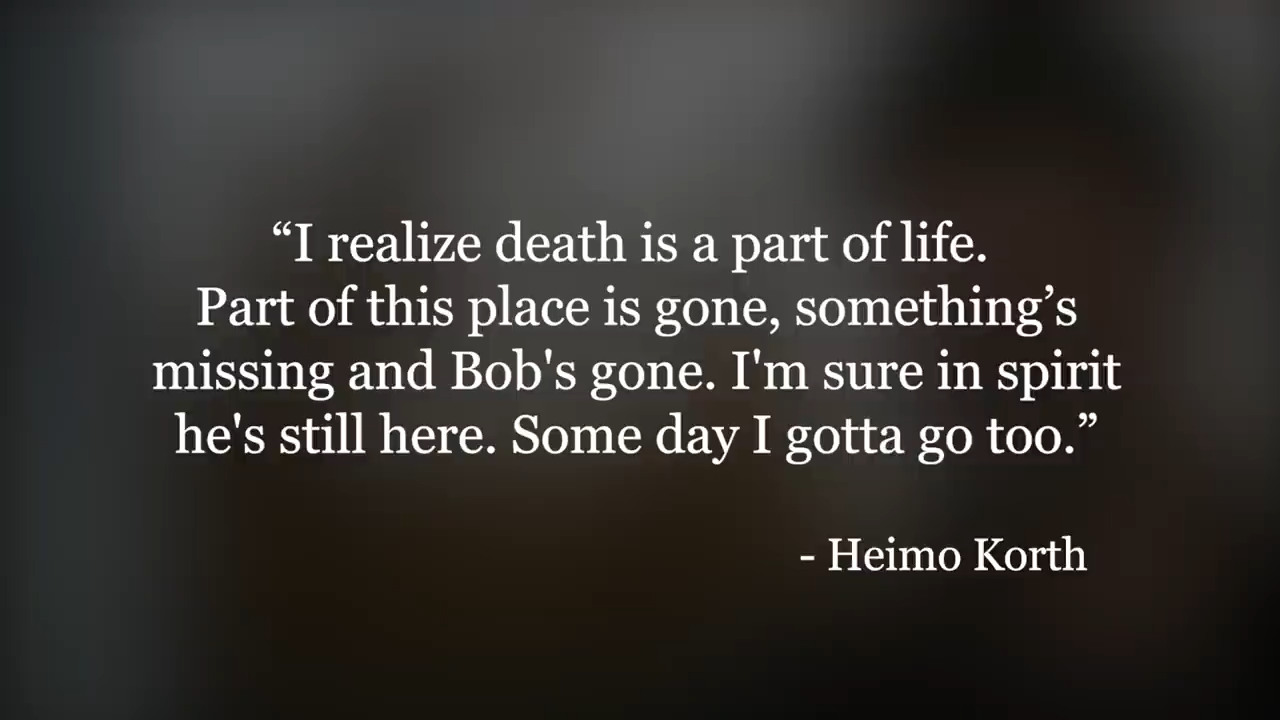 “I realize death is a part of life.
Part of this place is gone, something’s
missing and Bob's gone. I'm sure in spirit
he's still here. Some day I gotta go too.”
- Heimo Korth